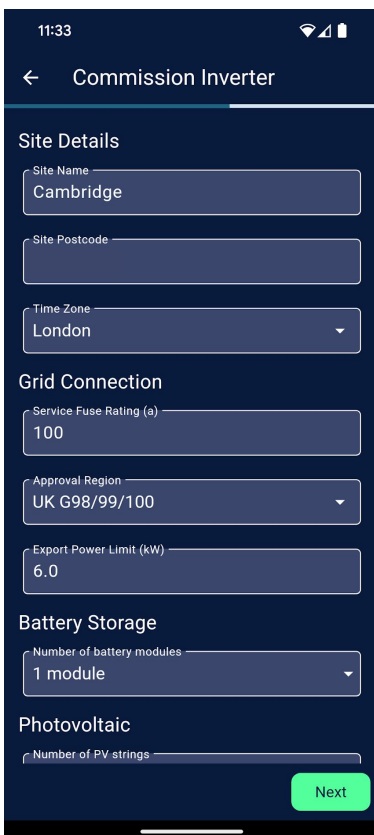 11:33
Commission Inverter
Site Details
Site Name
Cambridge
Site Postcode
Time Zone
London
Grid Connection
Service Fuse Rating (a)
100
Approval Region
UK G98/99/100
Export Power Limit (kW)
6.0
Battery Storage
Number of battery modules
1 module
Photovoltaic
Number of PV strings
Next